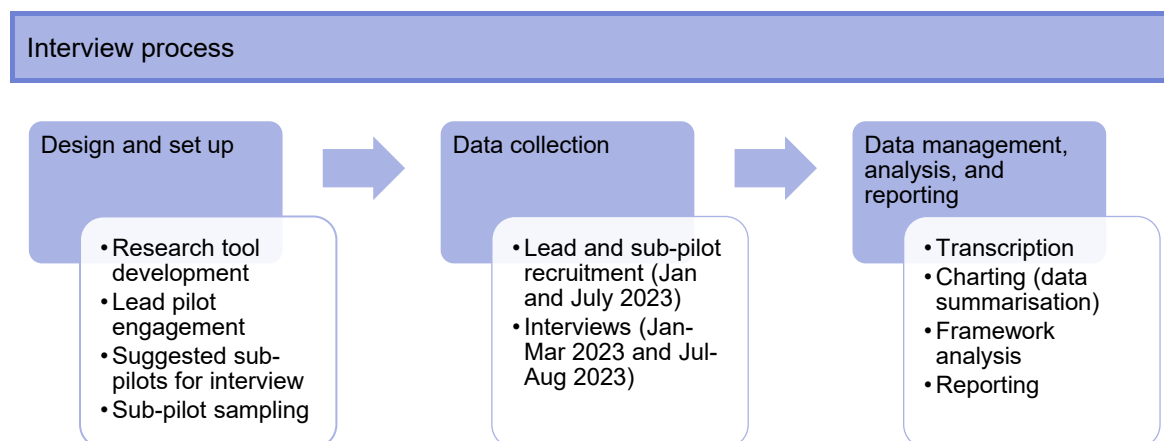 Interview process
Design and set up
• Research tool
development
• Lead pilot
engagement
• Suggested sub-
pilots for interview
• Sub-pilot sampling
Data collection
• Lead and sub-pilot
recruitment (Jan
and July 2023)
• Interviews (Jan-
Mar 2023 and Jul-
Aug 2023)
Data management,
analysis, and
reporting
• Transcription
• Charting (data
summarisation)
• Framework
analysis
• Reporting